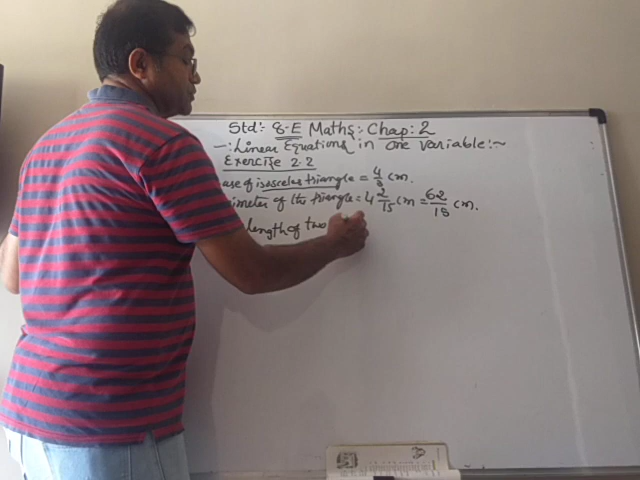 Std:- 8-E Maths:- Chap: 2
-: Linear Equations in one variable:~
Exercise 2.2
ase of isosceles triangle = 4/3 cm.
imeter of the triangle = 4 2/15 cm = 62/15 cm.
length of two